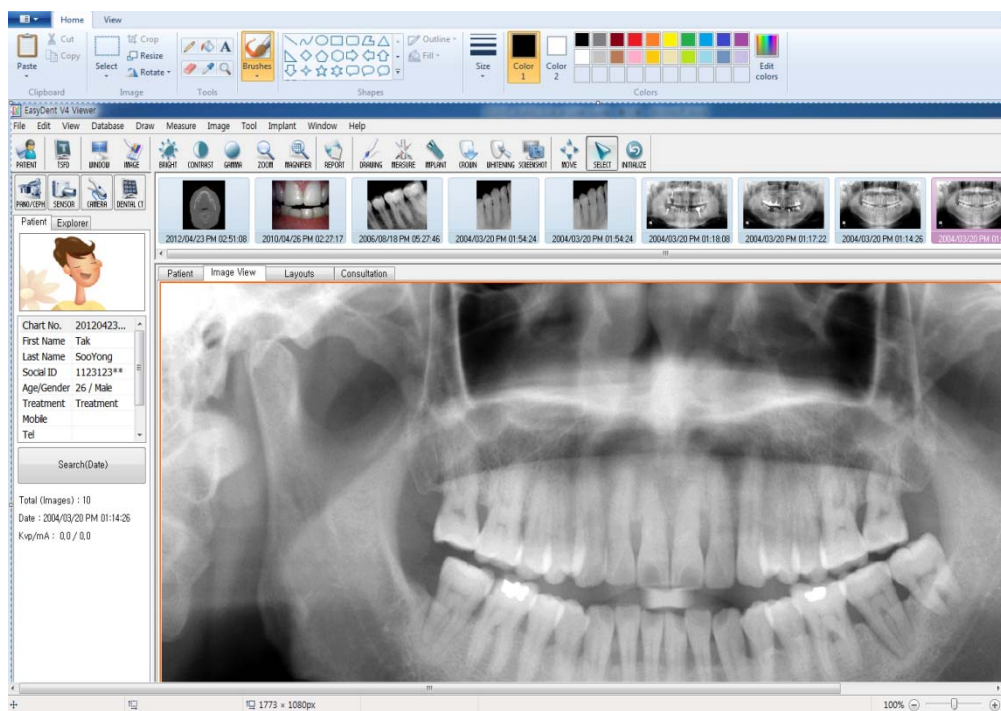 Home View
Cut
Copy
Paste
Crop
Resize
Rotate
Select
Brushes
Outline
Fill
Size
Color 1
Color 2
Edit colors
Clipboard Image Tools Shapes Colors
EasyDent V4 Viewer
File Edit View Database Draw Measure Image Tool Implant Window Help
PATIENT TSFD WINDOW IMAGE BRIGHT CONTRAST GAMMA ZOOM MAGNIFIER REPORT DRAWING MEASURE IMPLANT CROWN WHITENING SCREENSHOT MOVE SELECT INITIALIZE
PANO/CEPH SENSOR CAMERA DENTAL CT
Patient Explorer
2012/04/23 PM 02:51:08 2010/04/26 PM 02:27:17 2006/08/18 PM 05:27:46 2004/03/20 PM 01:54:24 2004/03/20 PM 01:54:24 2004/03/20 PM 01:18:08 2004/03/20 PM 01:17:22 2004/03/20 PM 01:14:26 2004/03/20 PM 01
Patient Image View Layouts Consultation
Chart No. 20120423...
First Name Tak
Last Name SooYong
Social ID 1123123**
Age/Gender 26 / Male
Treatment Treatment
Mobile
Tel
Search(Date)
Total (Images) : 10
Date : 2004/03/20 PM 01:14:26
Kvp/mA : 0,0 / 0,0
1773 × 1080px 100%